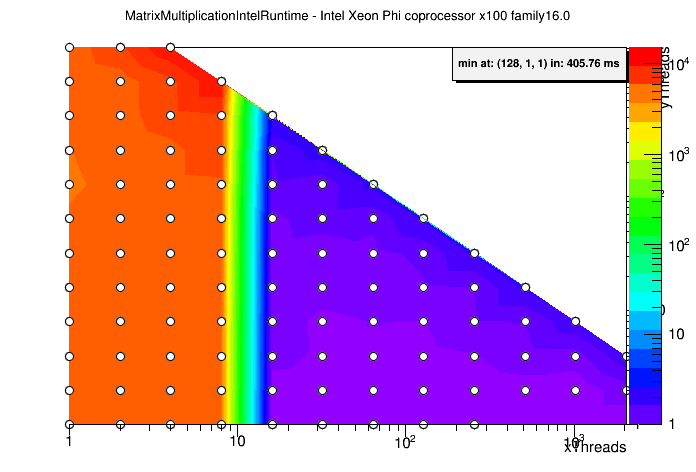 MatrixMultiplicationIntelRuntime - Intel Xeon Phi coprocessor x100 family16.0
min at: (128, 1, 1) in: 405.76 ms
yThreads
10⁴
10³
10²
10
1
1 10 10² 10³
xThreads